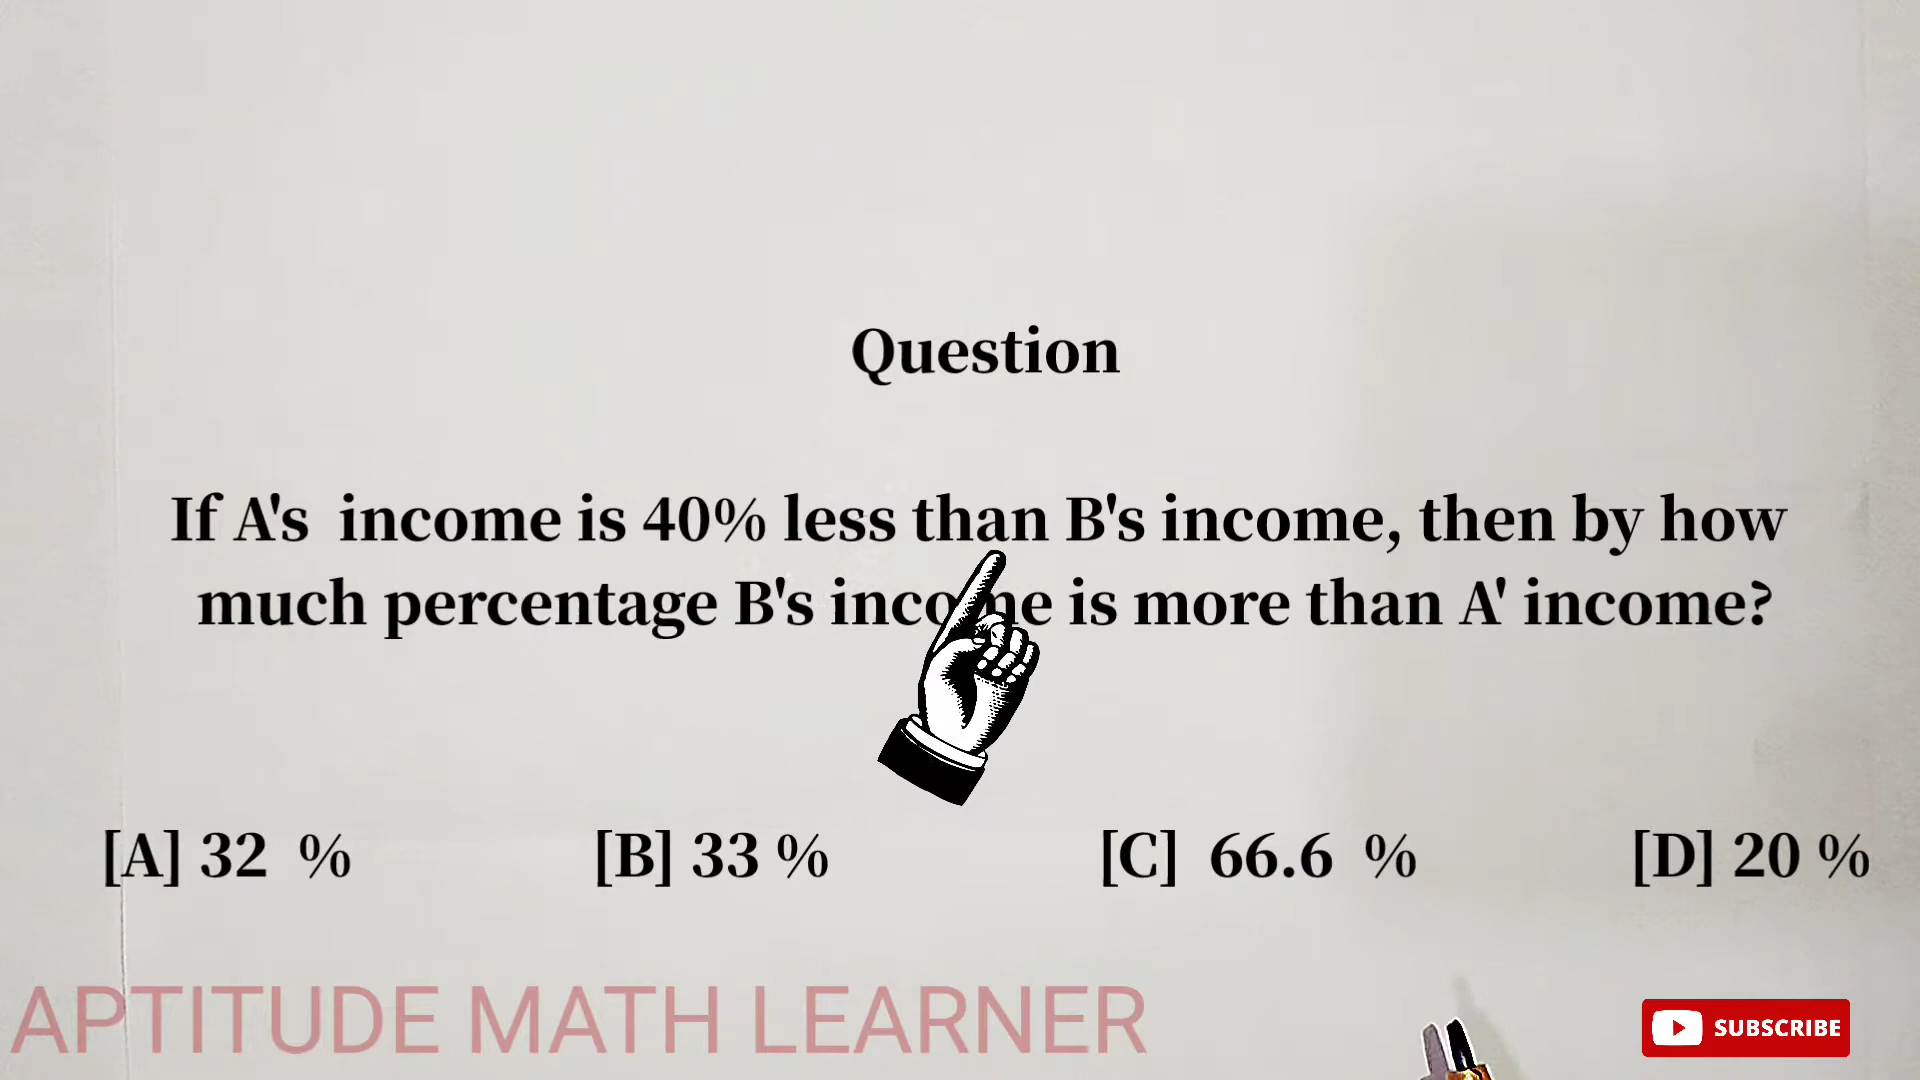 Question
If A's income is 40% less than B's income, then by how
much percentage B's income is more than A' income?
[A] 32 % [B] 33 % [C] 66.6 % [D] 20 %
APTITUDE MATH LEARNER
SUBSCRIBE